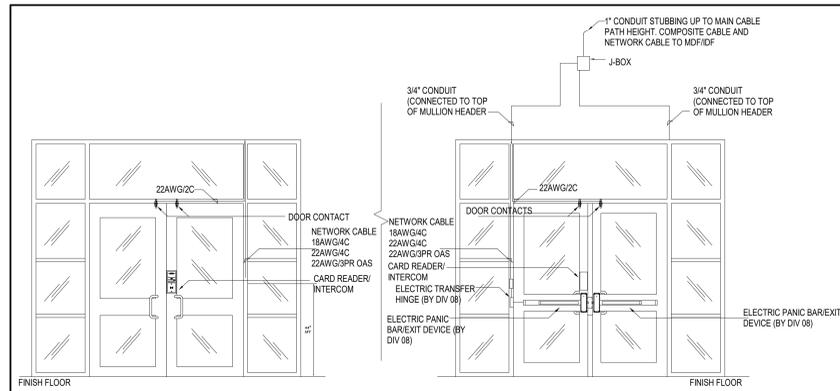 1" CONDUIT STUBBING UP TO MAIN CABLE
PATH HEIGHT. COMPOSITE CABLE AND
NETWORK CABLE TO MDF/IDF
J-BOX
3/4" CONDUIT
(CONNECTED TO TOP
OF MULLION HEADER
3/4" CONDUIT
(CONNECTED TO TOP
OF MULLION HEADER
22AWG/2C
DOOR CONTACT
NETWORK CABLE
18AWG/4C
22AWG/4C
22AWG/3PR OAS
CARD READER/
INTERCOM
FINISH FLOOR
22AWG/2C
DOOR CONTACTS
NETWORK CABLE
18AWG/4C
22AWG/4C
22AWG/3PR OAS
CARD READER/
INTERCOM
ELECTRIC TRANSFER
HINGE (BY DIV 08)
ELECTRIC PANIC
BAR/EXIT DEVICE (BY
DIV 08)
ELECTRIC PANIC BAR/EXIT
DEVICE (BY DIV 08)
FINISH FLOOR